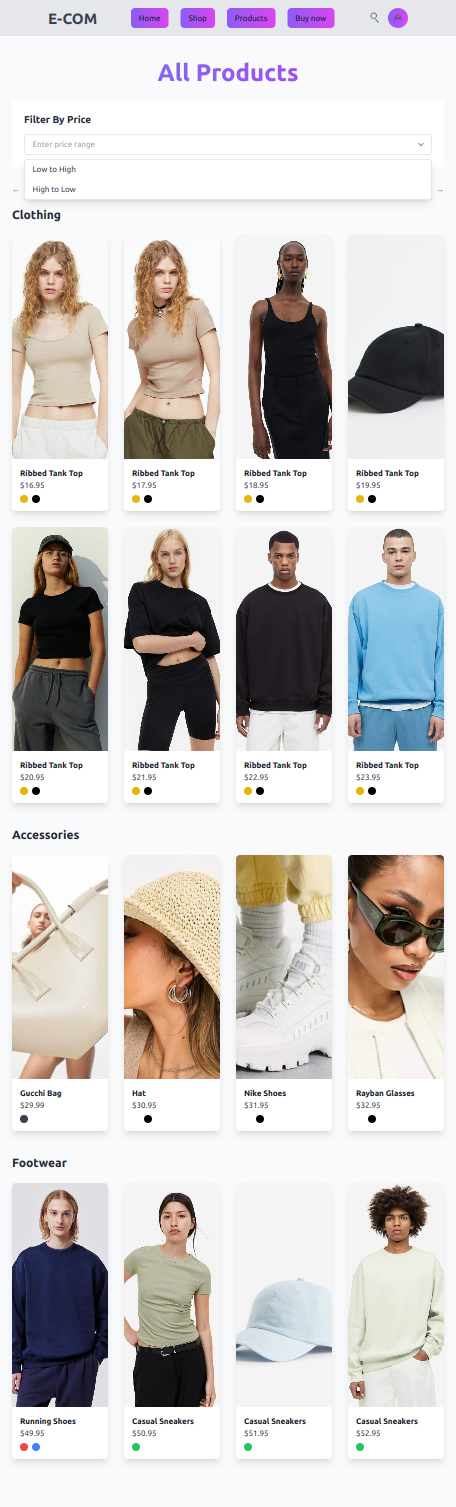 E-COM
Home
Shop
Products
Buy now
All Products
Filter By Price
Enter price range
Low to High
High to Low
← →
Clothing
Ribbed Tank Top
$16.95
Ribbed Tank Top
$17.95
Ribbed Tank Top
$18.95
Ribbed Tank Top
$19.95
Ribbed Tank Top
$20.95
Ribbed Tank Top
$21.95
Ribbed Tank Top
$22.95
Ribbed Tank Top
$23.95
Accessories
Gucchi Bag
$29.99
Hat
$30.95
Nike Shoes
$31.95
Rayban Glasses
$32.95
Footwear
Running Shoes
$49.95
Casual Sneakers
$50.95
Casual Sneakers
$51.95
Casual Sneakers
$52.95